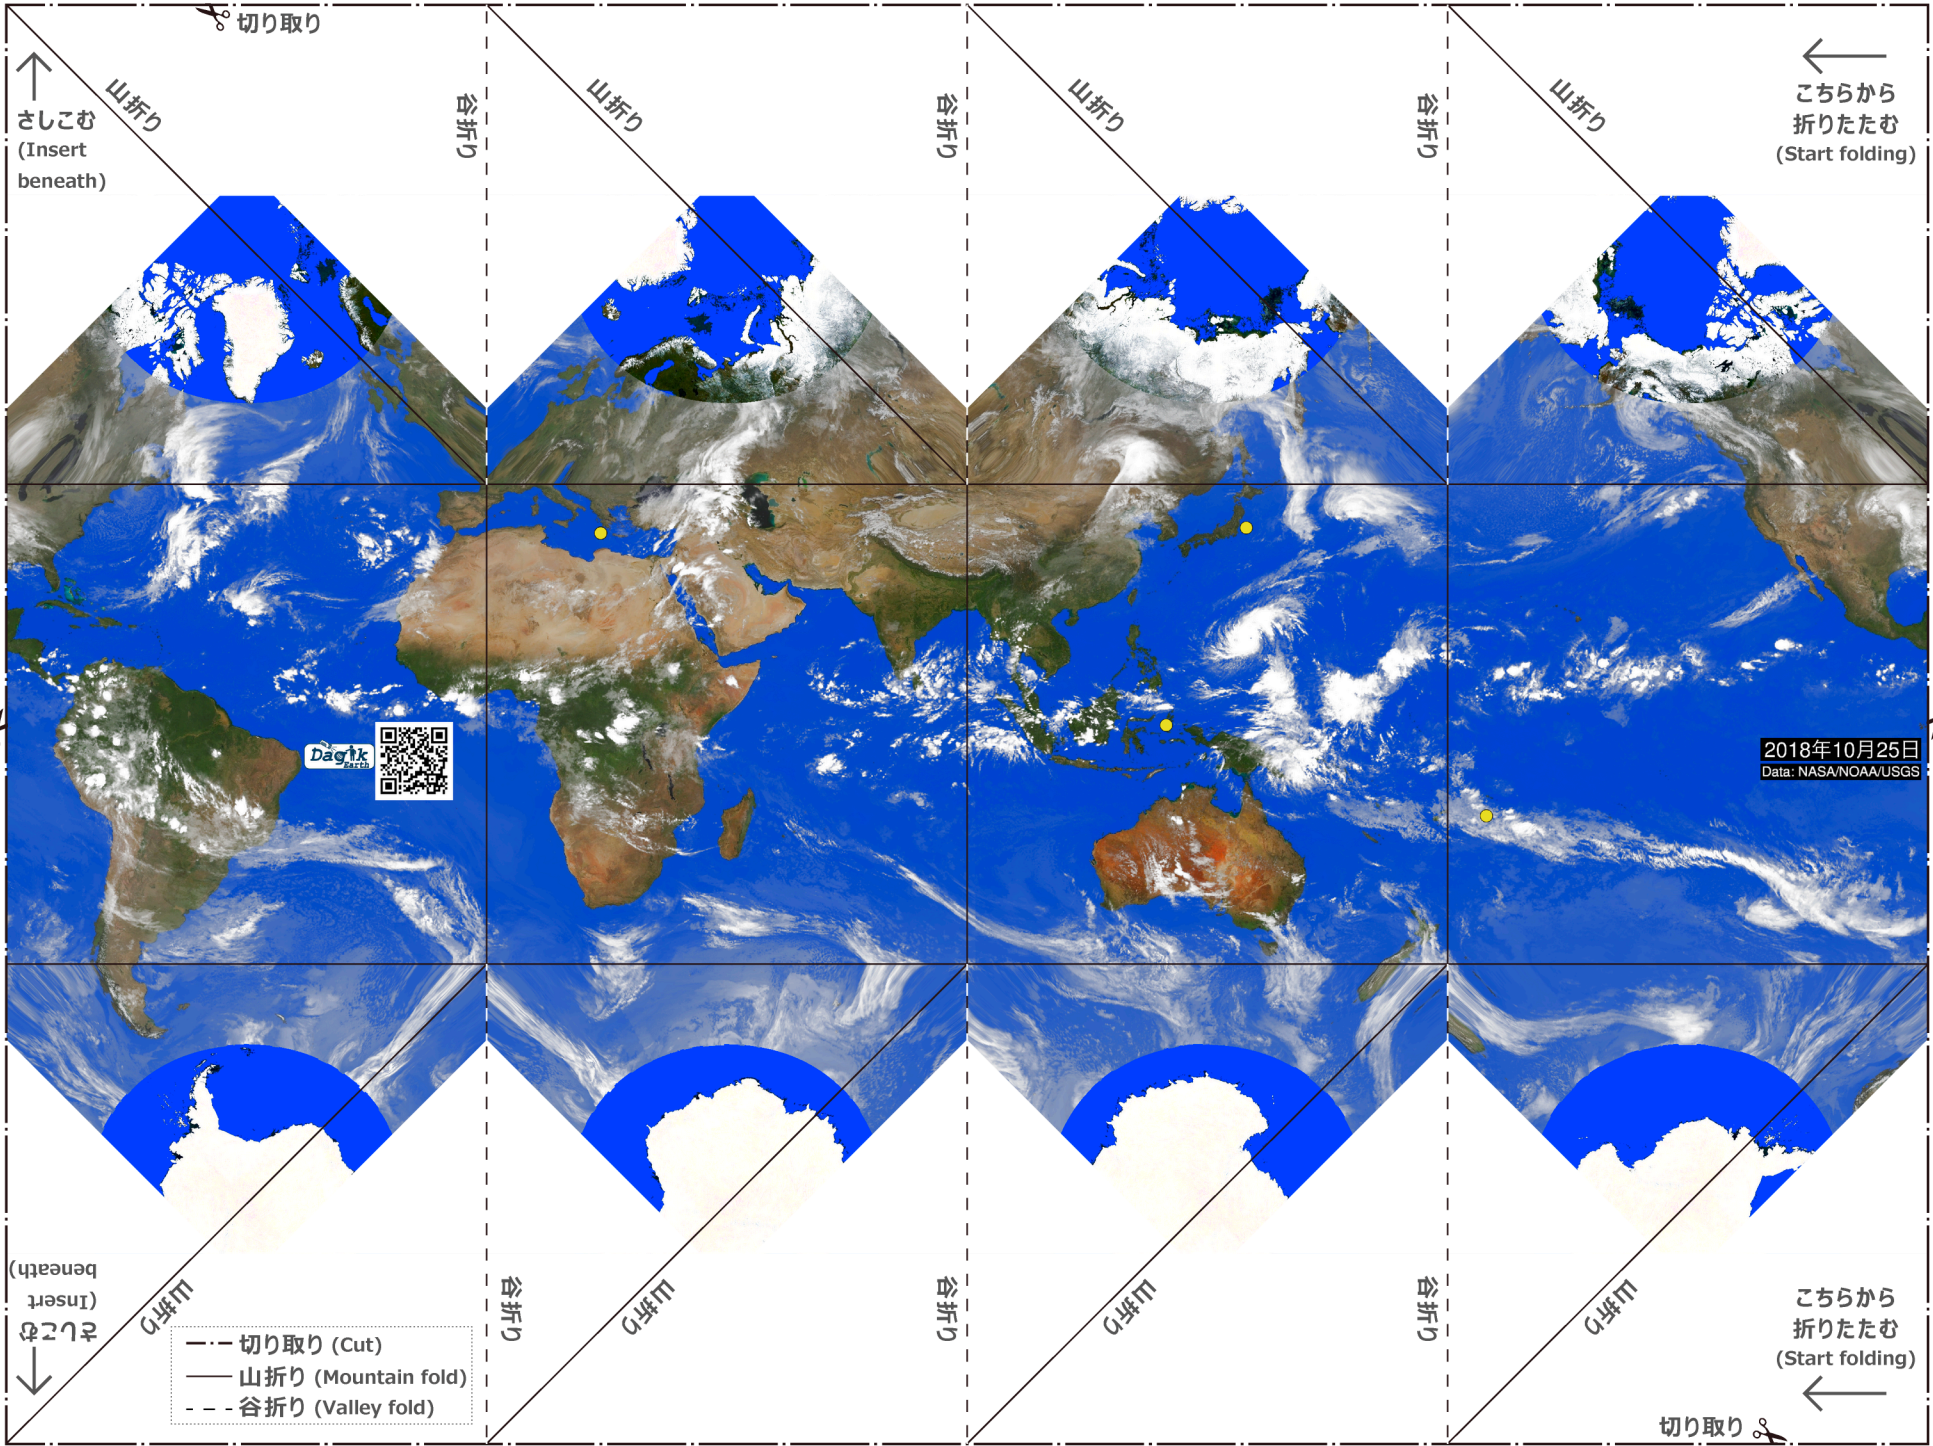 切り取り
さしこむ
(Insert
beneath)
山折り
谷折り
山折り
谷折り
山折り
谷折り
山折り
こちらから
折りたたむ
(Start folding)
Dagik
Earth
2018年10月25日
Data: NASA/NOAA/USGS
さしこむ
(Insert
beneath)
山折り
谷折り
山折り
谷折り
山折り
谷折り
山折り
こちらから
折りたたむ
(Start folding)
切り取り (Cut)
山折り (Mountain fold)
谷折り (Valley fold)
切り取り